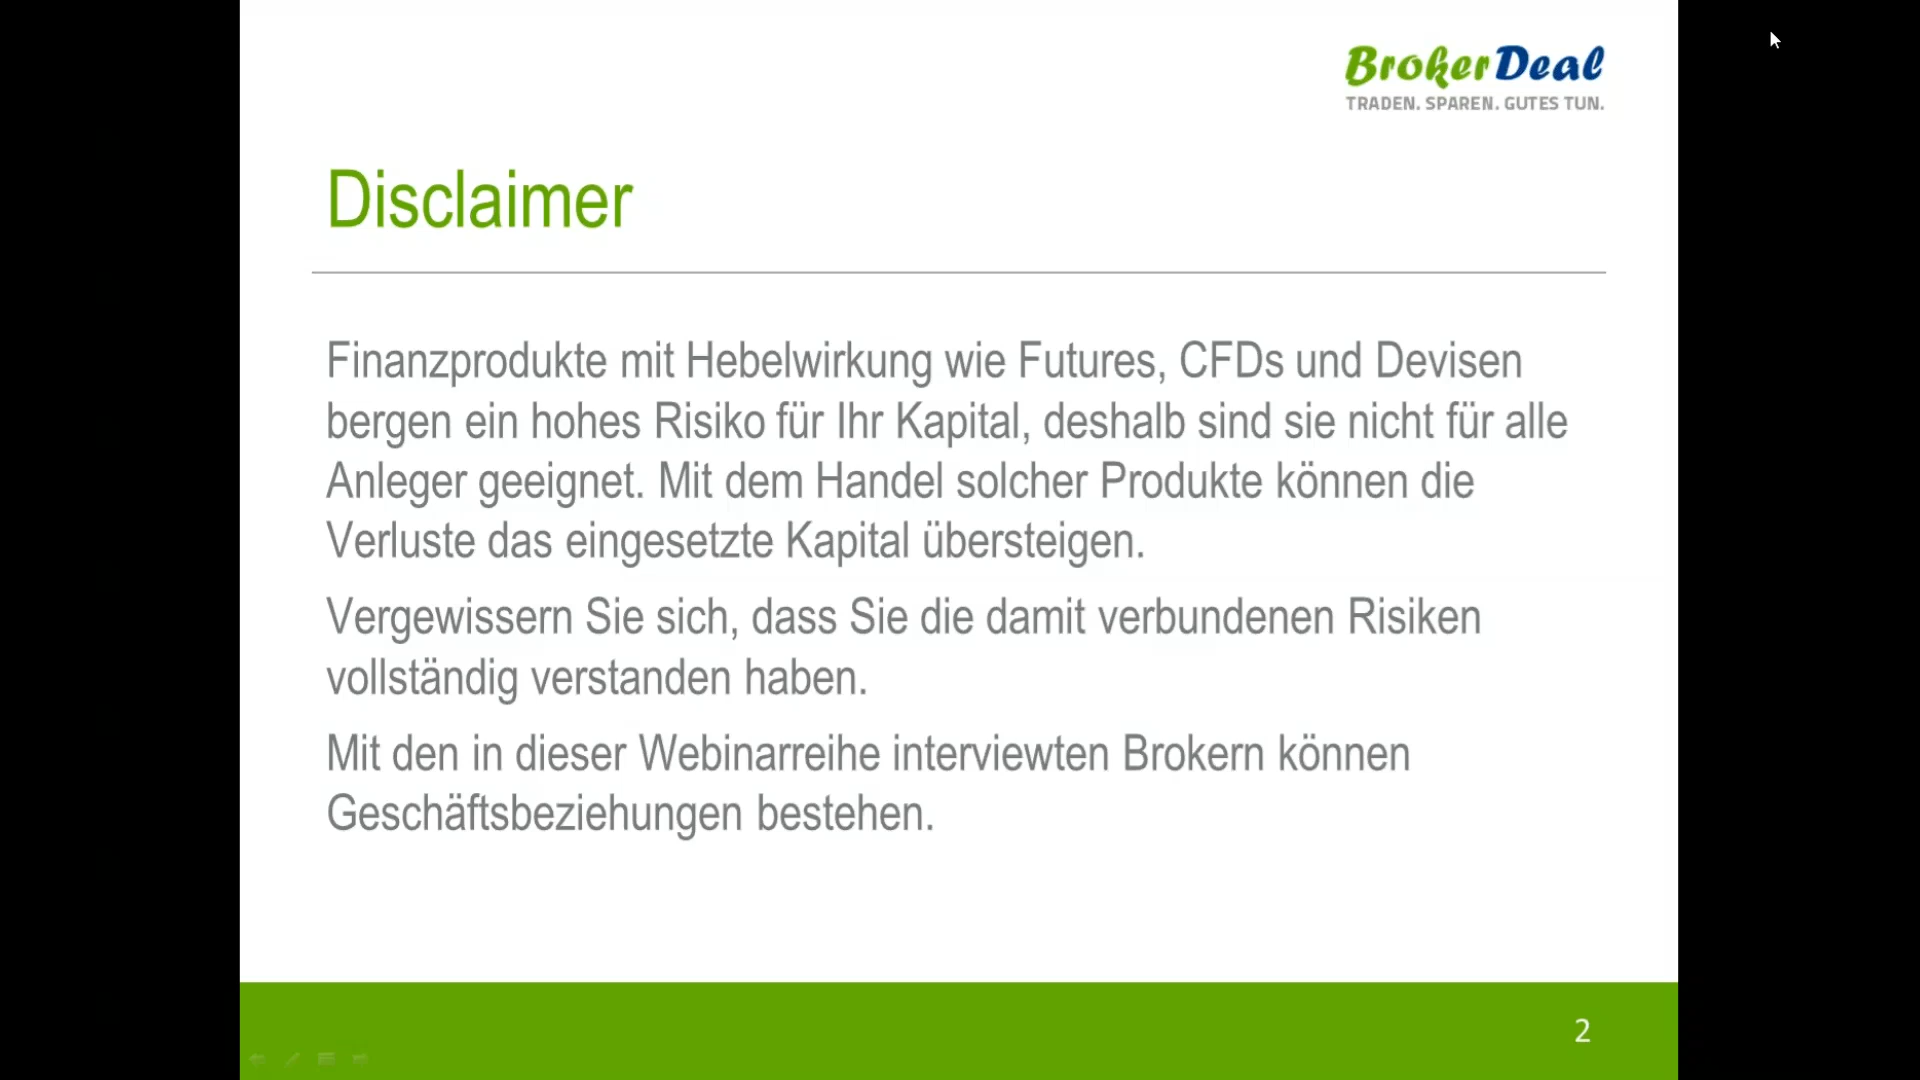 BrokerDeal
TRADEN. SPAREN. GUTES TUN.
Disclaimer
Finanzprodukte mit Hebelwirkung wie Futures, CFDs und Devisen
bergen ein hohes Risiko für Ihr Kapital, deshalb sind sie nicht für alle
Anleger geeignet. Mit dem Handel solcher Produkte können die
Verluste das eingesetzte Kapital übersteigen.
Vergewissern Sie sich, dass Sie die damit verbundenen Risiken
vollständig verstanden haben.
Mit den in dieser Webinarreihe interviewten Brokern können
Geschäftsbeziehungen bestehen.
2